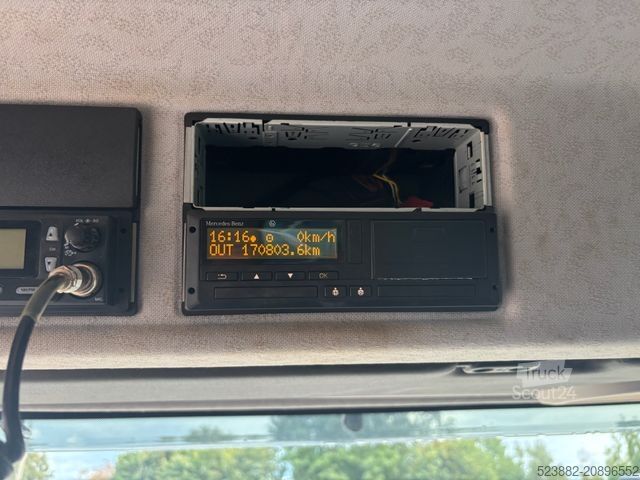 Mercedes-Benz
16:16 0km/h
OUT 170803.6km
OK
Truck
Scout24
523882-20896552